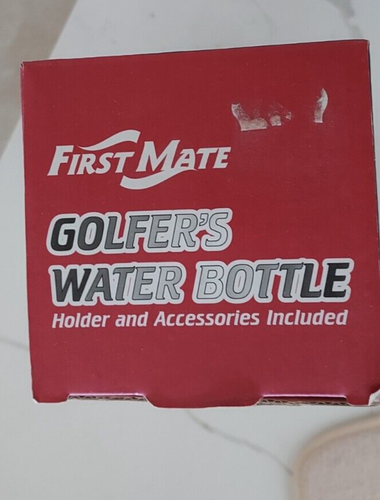 FIRST MATE
GOLFER'S
WATER BOTTLE
Holder and Accessories Included